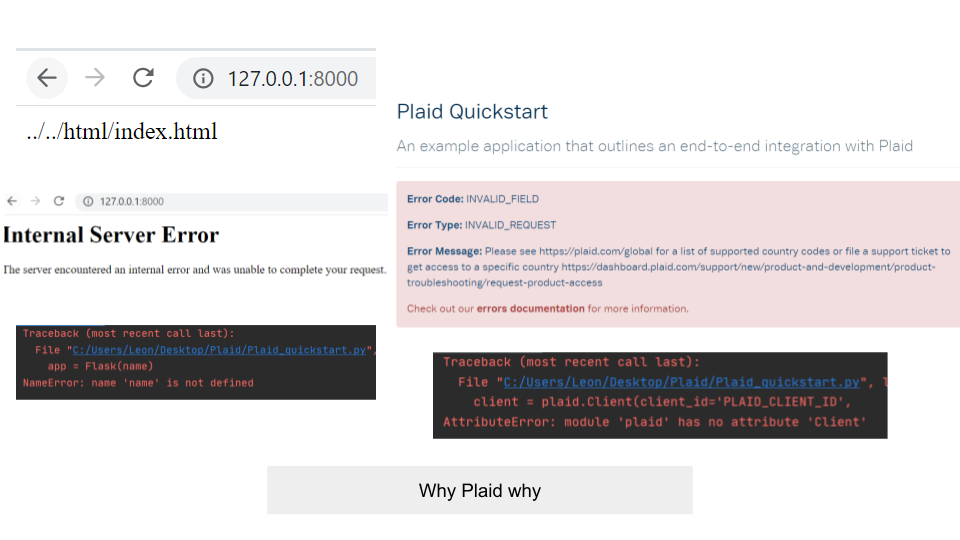 127.0.0.1:8000
../../html/index.html
127.0.0.1:8000
Internal Server Error
The server encountered an internal error and was unable to complete your request.
Traceback (most recent call last):
File "C:/Users/Leon/Desktop/Plaid/Plaid_quickstart.py",
app = Flask(name)
NameError: name 'name' is not defined
Plaid Quickstart
An example application that outlines an end-to-end integration with Plaid
Error Code: INVALID_FIELD
Error Type: INVALID_REQUEST
Error Message: Please see https://plaid.com/global for a list of supported country codes or file a support ticket to
get access to a specific country https://dashboard.plaid.com/support/new/product-and-development/product-
troubleshooting/request-product-access
Check out our errors documentation for more information.
Traceback (most recent call last):
File "C:/Users/Leon/Desktop/Plaid/Plaid_quickstart.py",
client = plaid.Client(client_id='PLAID_CLIENT_ID',
AttributeError: module 'plaid' has no attribute 'Client'
Why Plaid why